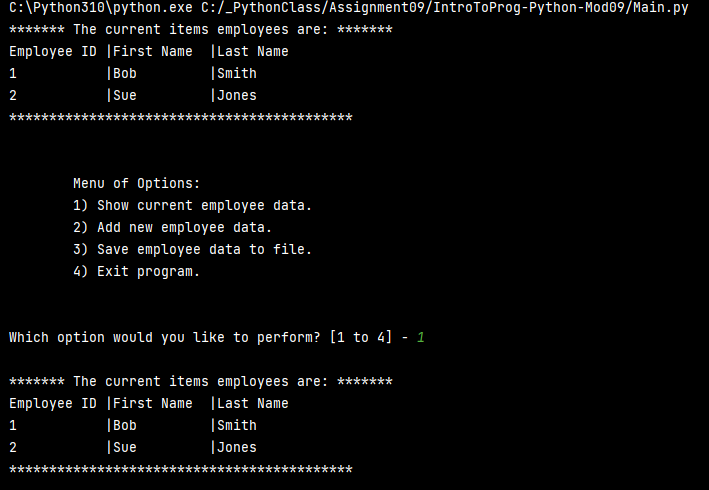 C:\Python310\python.exe C:/_PythonClass/Assignment09/IntroToProg-Python-Mod09/Main.py
******* The current items employees are: *******
Employee ID |First Name  |Last Name
1           |Bob         |Smith
2           |Sue         |Jones
*******************************************
Menu of Options:
1) Show current employee data.
2) Add new employee data.
3) Save employee data to file.
4) Exit program.
Which option would you like to perform? [1 to 4] - 1
******* The current items employees are: *******
Employee ID |First Name  |Last Name
1           |Bob         |Smith
2           |Sue         |Jones
*******************************************